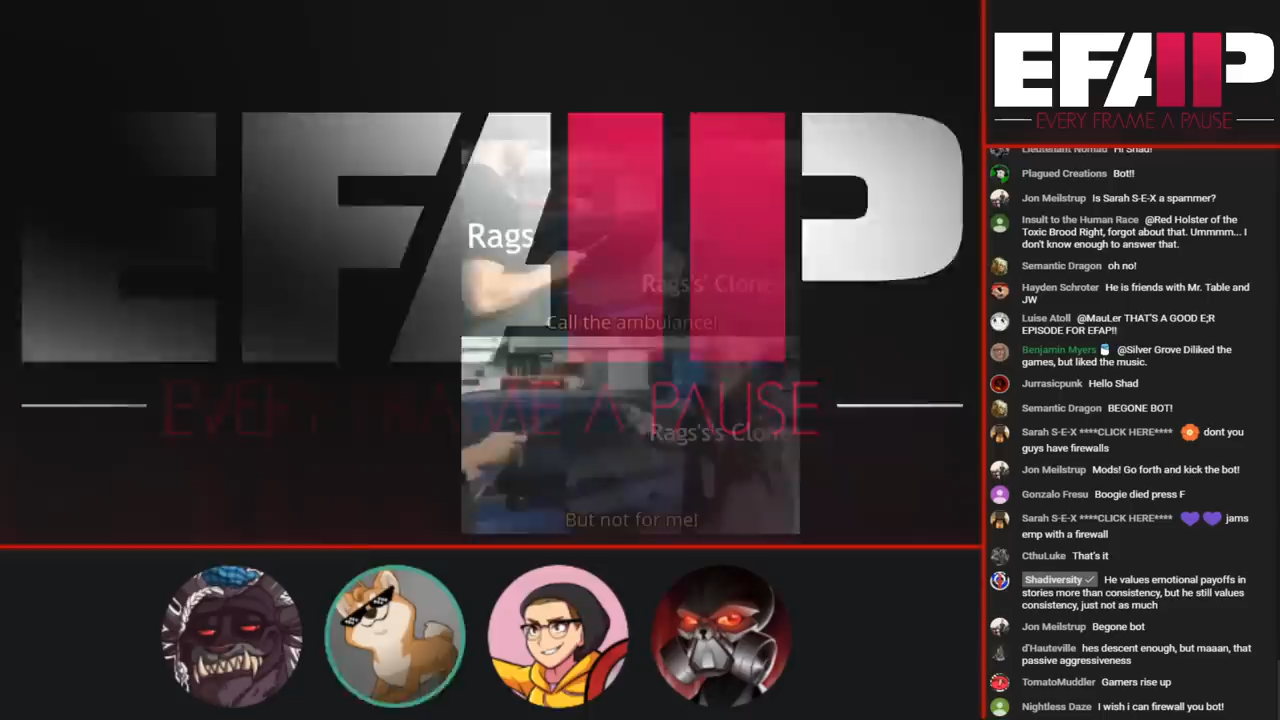 EFAP
EVERY FRAME A PAUSE
Rags
Rags's' Clone
Call the ambulance!
Rags's's Clone
But not for me!
EFAP
EVERY FRAME A PAUSE
Lieutenant Nomad Hi Shad!
Plagued Creations Bot!!
Jon Meilstrup Is Sarah S-E-X a spammer?
Insult to the Human Race @Red Holster of the
Toxic Brood Right, forgot about that. Ummmm... I
don't know enough to answer that.
Semantic Dragon oh no!
Hayden Schroter He is friends with Mr. Table and
JW
Luise Atoll @MauLer THAT'S A GOOD E;R
EPISODE FOR EFAP!!
Benjamin Myers @Silver Grove Diliked the
games, but liked the music.
Jurrasicpunk Hello Shad
Semantic Dragon BEGONE BOT!
Sarah S-E-X ****CLICK HERE**** dont you
guys have firewalls
Jon Meilstrup Mods! Go forth and kick the bot!
Gonzalo Fresu Boogie died press F
Sarah S-E-X ****CLICK HERE**** jams
emp with a firewall
CthuLuke That's it
Shadiversity ✓ He values emotional payoffs in
stories more than consistency, but he still values
consistency, just not as much
Jon Meilstrup Begone bot
d'Hauteville hes descent enough, but maaan, that
passive aggressiveness
TomatoMuddler Gamers rise up
Nightless Daze I wish i can firewall you bot!